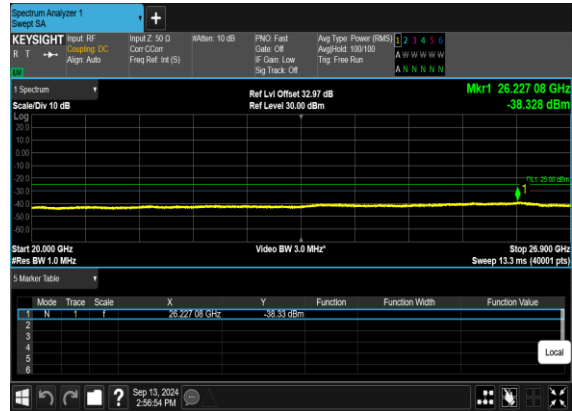 Spectrum Analyzer 1
Swept SA
+
KEYSIGHT Input: RF Input Z: 50 Ω #Atten: 10 dB PNO: Fast Avg Type: Power (RMS) 1 2 3 4 5 6
R T Coupling: DC Corr CCorr Gate: Off Avg|Hold: 100/100 A W W W W W
Align: Auto Freq Ref: Int (S) IF Gain: Low Trig: Free Run
Sig Track: Off A N N N N N
1 Spectrum Ref Lvl Offset 32.97 dB Mkr1 26.227 08 GHz
Scale/Div 10 dB Ref Level 30.00 dBm -38.328 dBm
Log
20.0
10.0
0.00
-10.0
-20.0
DL1 -25.00 dBm
-30.0
1
-40.0
-50.0
-60.0
Start 20.000 GHz Video BW 3.0 MHz* Stop 26.900 GHz
#Res BW 1.0 MHz Sweep 13.3 ms (40001 pts)
5 Marker Table
Mode Trace Scale X Y Function Function Width Function Value
1 N 1 f 26.227 08 GHz -38.33 dBm
2
3
4
5
6
Local
? Sep 13, 2024
2:56:54 PM